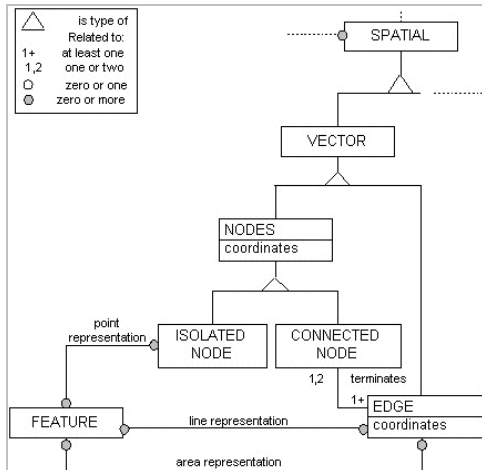 is type of
Related to:
1+ at least one
1,2 one or two
zero or one
zero or more
SPATIAL
VECTOR
NODES
coordinates
point
representation
ISOLATED
NODE
CONNECTED
NODE
1,2 terminates
1+
EDGE
coordinates
FEATURE
line representation
area representation